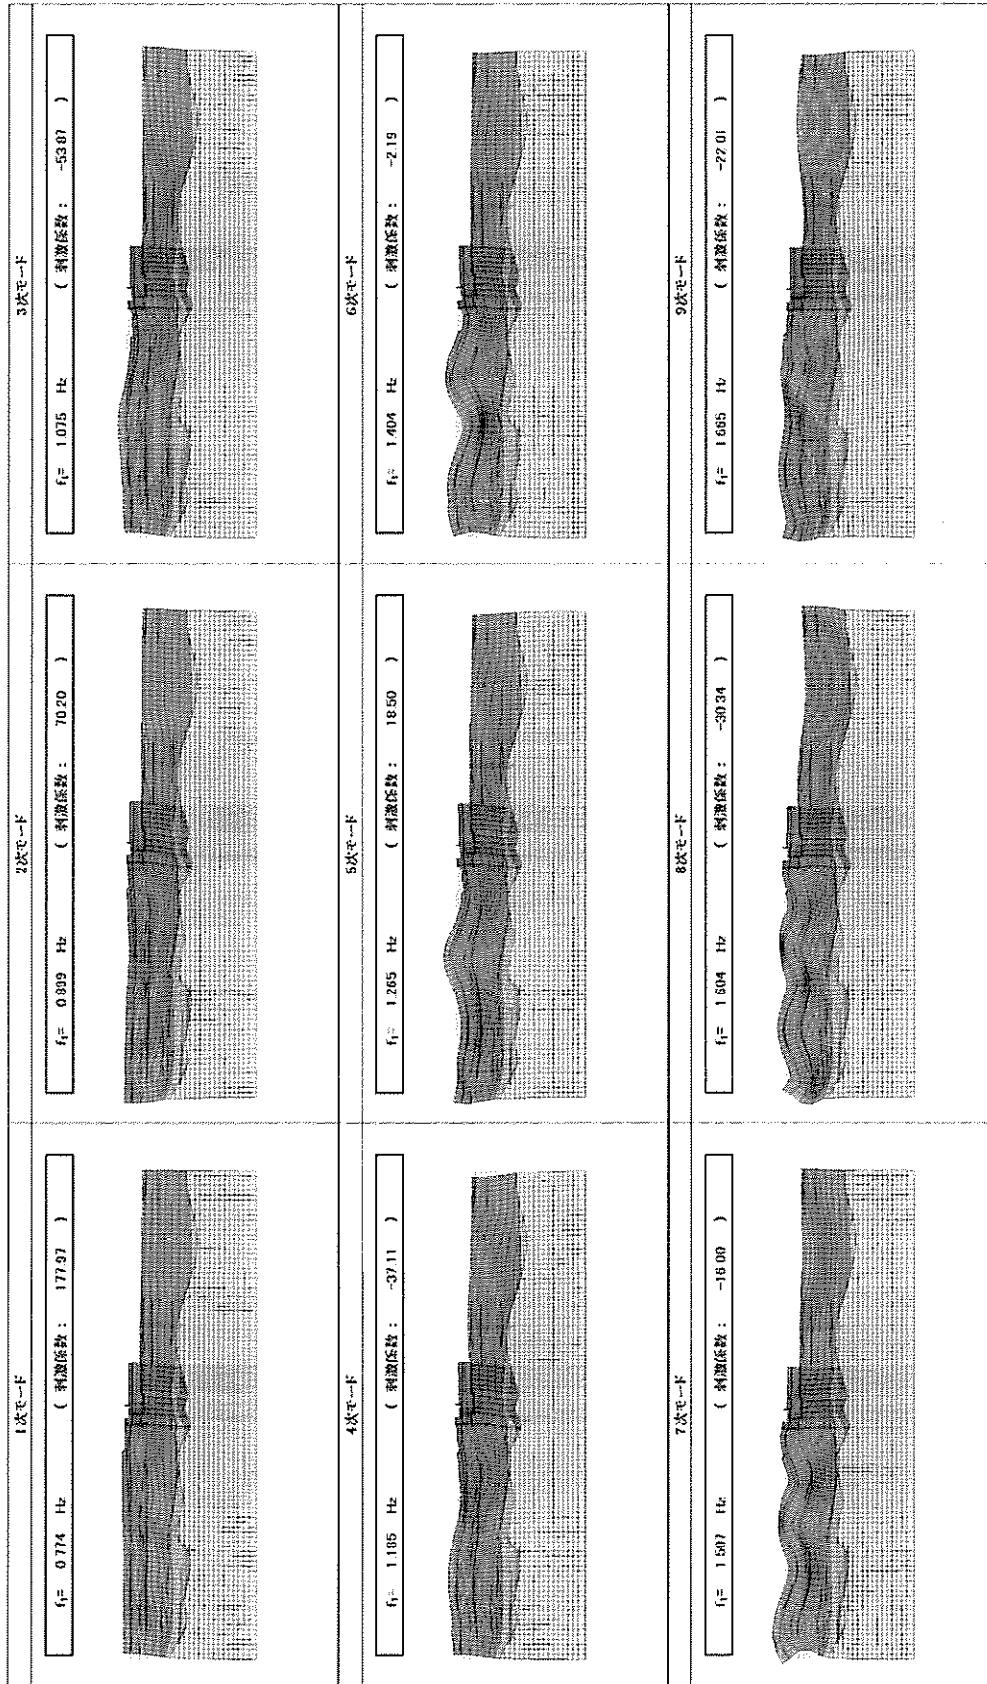 1次モード
f₁= 0.774 Hz ( 刺激係数 : 177.97 )
2次モード
f₁= 0.899 Hz ( 刺激係数 : 70.20 )
3次モード
f₁= 1.075 Hz ( 刺激係数 : -53.87 )
4次モード
f₁= 1.185 Hz ( 刺激係数 : -37.11 )
5次モード
f₁= 1.265 Hz ( 刺激係数 : 18.50 )
6次モード
f₁= 1.404 Hz ( 刺激係数 : -2.19 )
7次モード
f₁= 1.507 Hz ( 刺激係数 : -16.00 )
8次モード
f₁= 1.604 Hz ( 刺激係数 : -30.34 )
9次モード
f₁= 1.665 Hz ( 刺激係数 : -22.01 )